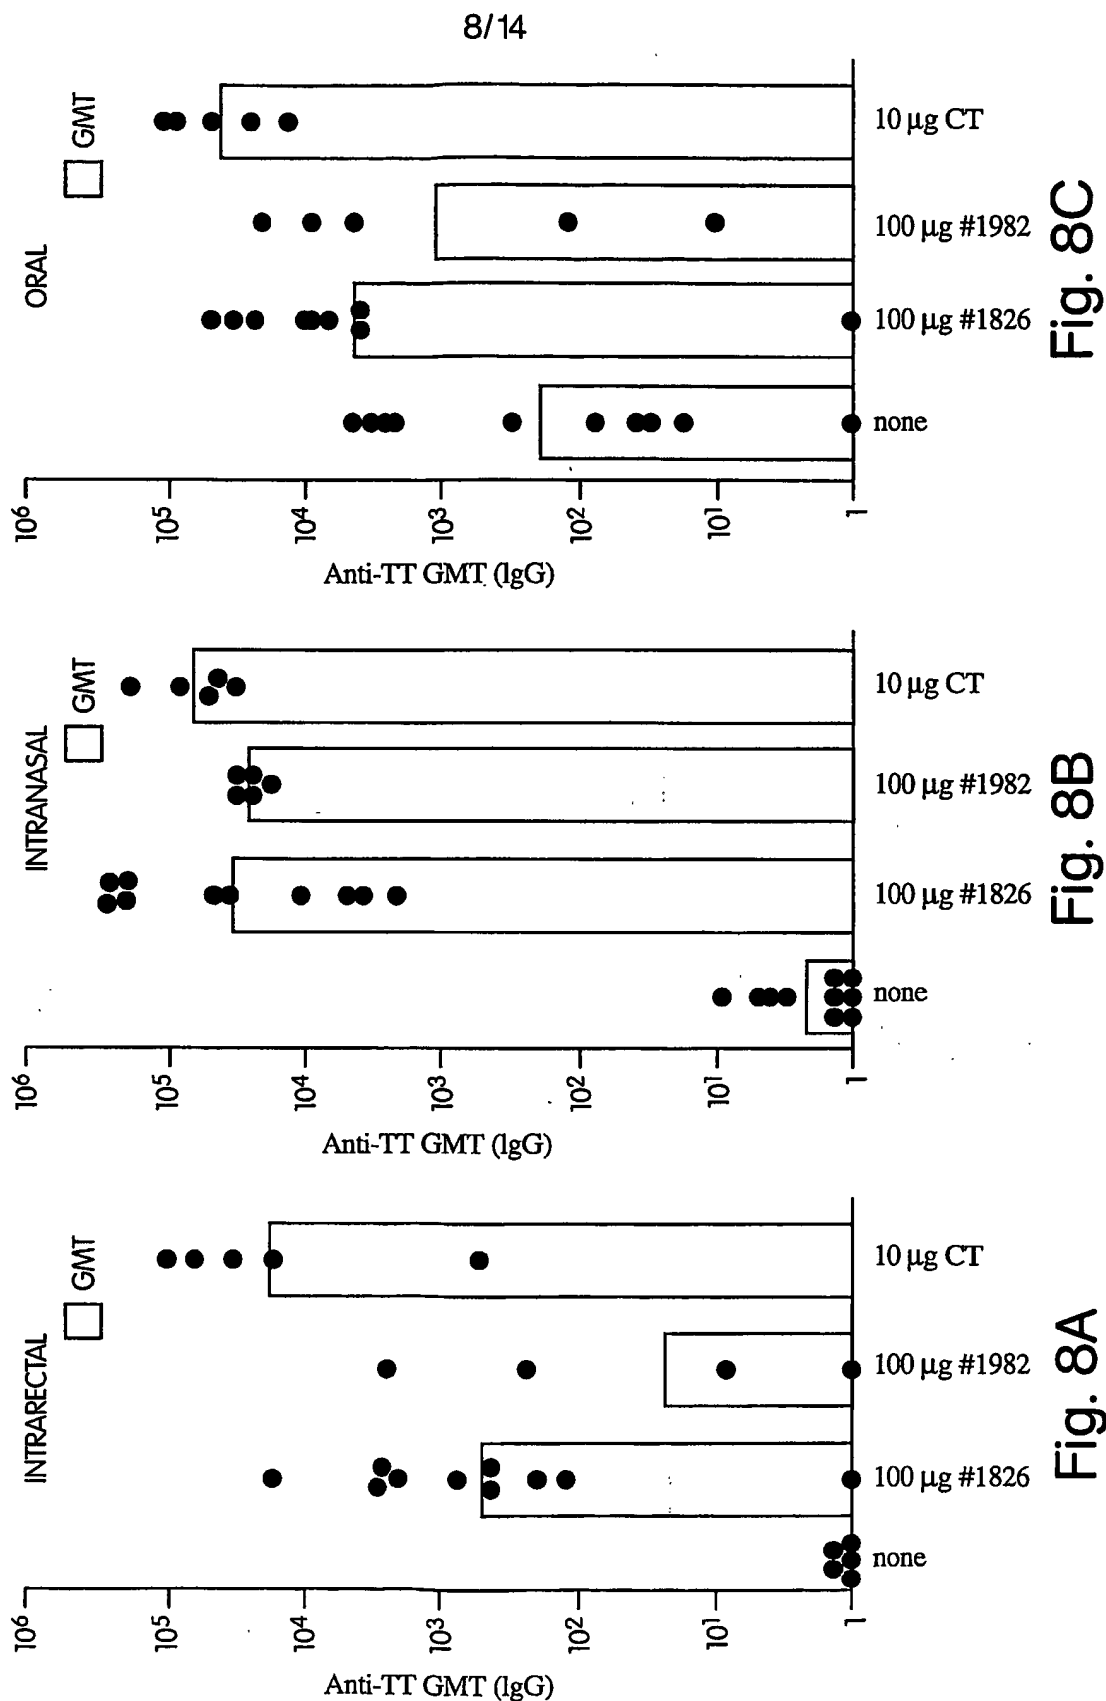 8/14
INTRARECTAL
GMT
Anti-TT GMT (IgG)
10⁶
10⁵
10⁴
10³
10²
10¹
1
none
100 µg #1826
100 µg #1982
10 µg CT
Fig. 8A
INTRANASAL
GMT
Anti-TT GMT (IgG)
10⁶
10⁵
10⁴
10³
10²
10¹
1
none
100 µg #1826
100 µg #1982
10 µg CT
Fig. 8B
ORAL
GMT
Anti-TT GMT (IgG)
10⁶
10⁵
10⁴
10³
10²
10¹
1
none
100 µg #1826
100 µg #1982
10 µg CT
Fig. 8C